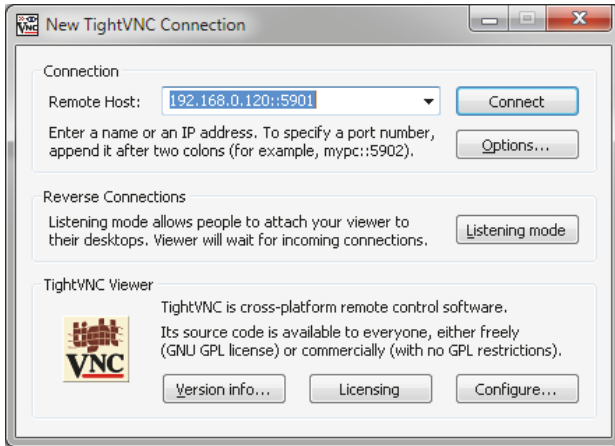 New TightVNC Connection
Connection
Remote Host: 192.168.0.120::5901 Connect
Enter a name or an IP address. To specify a port number,
append it after two colons (for example, mypc::5902).
Options...
Reverse Connections
Listening mode allows people to attach your viewer to
their desktops. Viewer will wait for incoming connections.
Listening mode
TightVNC Viewer
tight
VNC
TightVNC is cross-platform remote control software.
Its source code is available to everyone, either freely
(GNU GPL license) or commercially (with no GPL restrictions).
Version info... Licensing Configure...